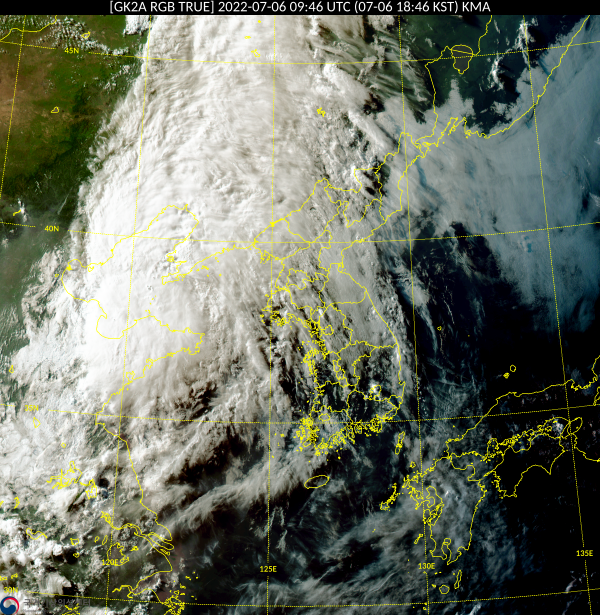 [GK2A RGB TRUE] 2022-07-06 09:46 UTC (07-06 18:46 KST) KMA
45N
40N
135E
120E
125E
130E
30N